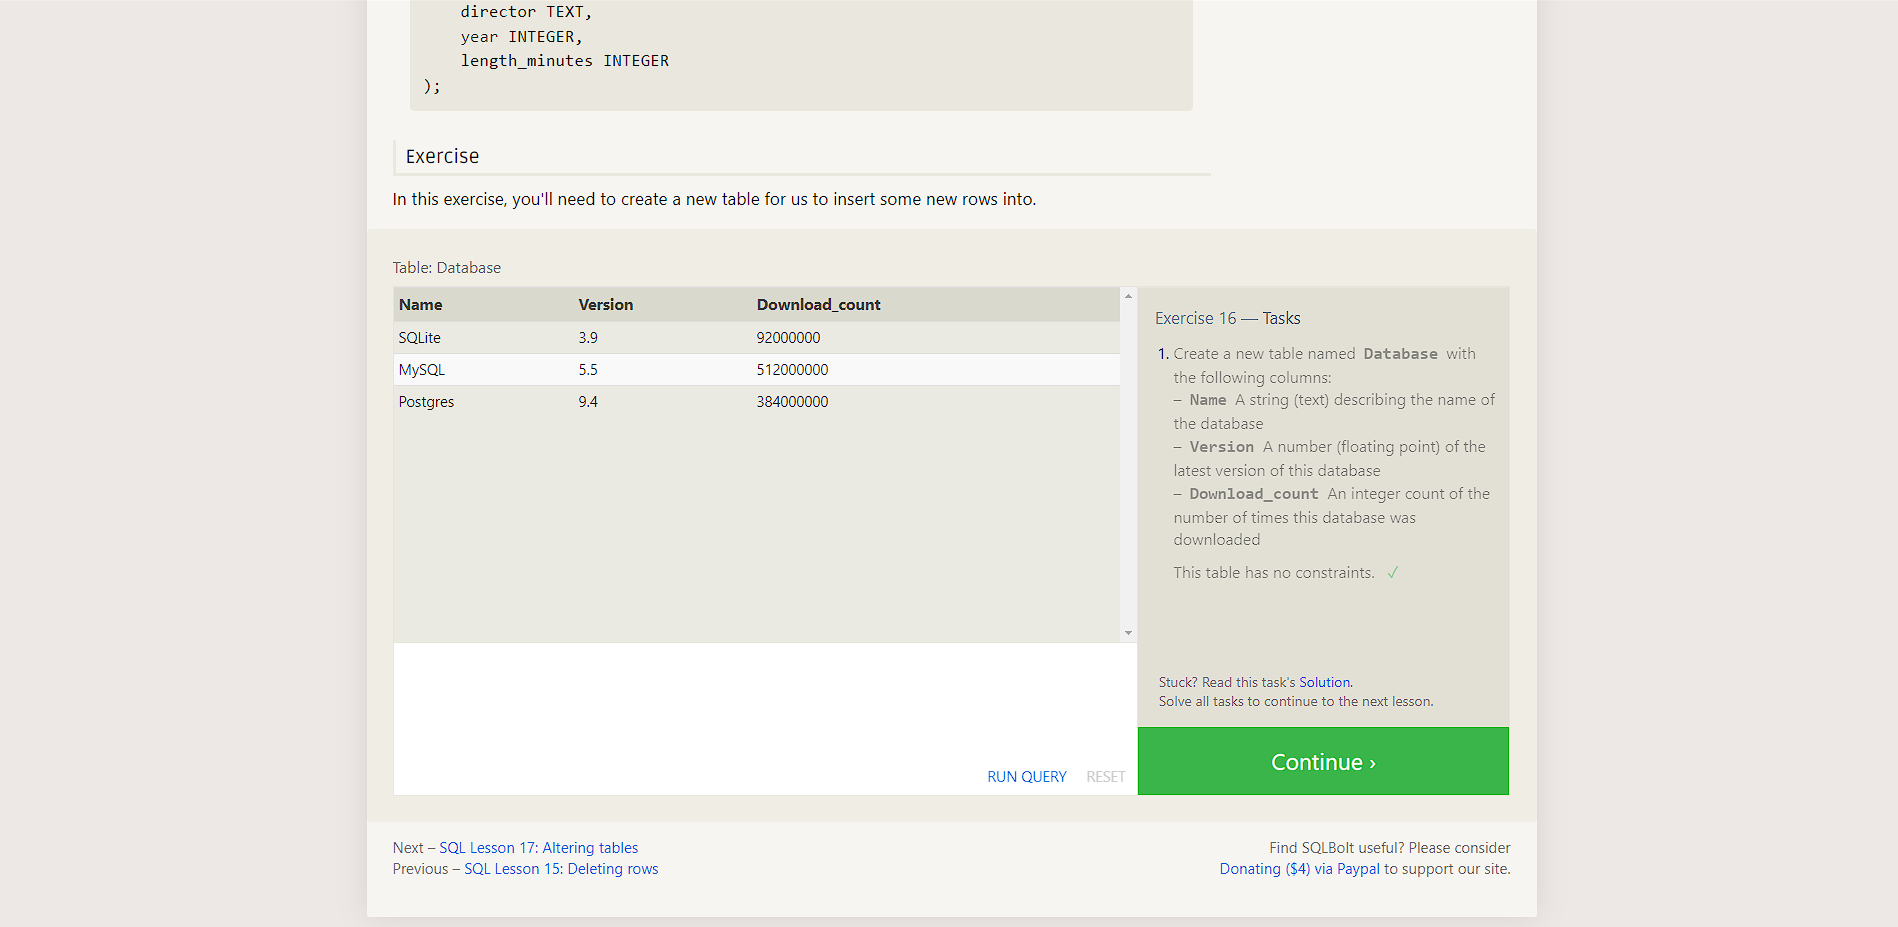 director TEXT,
year INTEGER,
length_minutes INTEGER
);
Exercise
In this exercise, you'll need to create a new table for us to insert some new rows into.
Table: Database
Name Version Download_count
SQLite 3.9 92000000
MySQL 5.5 512000000
Postgres 9.4 384000000
RUN QUERY RESET
Exercise 16 — Tasks
1. Create a new table named Database with
the following columns:
– Name A string (text) describing the name of
the database
– Version A number (floating point) of the
latest version of this database
– Download_count An integer count of the
number of times this database was
downloaded
This table has no constraints. ✓
Stuck? Read this task's Solution.
Solve all tasks to continue to the next lesson.
Continue ›
Next – SQL Lesson 17: Altering tables
Previous – SQL Lesson 15: Deleting rows
Find SQLBolt useful? Please consider
Donating ($4) via Paypal to support our site.